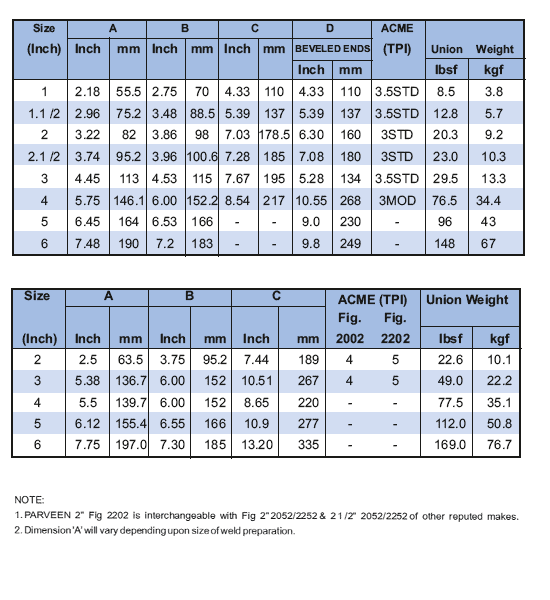 Size A B C D ACME
(Inch) Inch mm Inch mm Inch mm BEVELED ENDS (TPI) Union Weight
Inch mm lbsf kgf
1 2.18 55.5 2.75 70 4.33 110 4.33 110 3.5STD 8.5 3.8
1.1 /2 2.96 75.2 3.48 88.5 5.39 137 5.39 137 3.5STD 12.8 5.7
2 3.22 82 3.86 98 7.03 178.5 6.30 160 3STD 20.3 9.2
2.1 /2 3.74 95.2 3.96 100.6 7.28 185 7.08 180 3STD 23.0 10.3
3 4.45 113 4.53 115 7.67 195 5.28 134 3.5STD 29.5 13.3
4 5.75 146.1 6.00 152.2 8.54 217 10.55 268 3MOD 76.5 34.4
5 6.45 164 6.53 166 - - 9.0 230 - 96 43
6 7.48 190 7.2 183 - - 9.8 249 - 148 67
Size A B C ACME (TPI) Union Weight
Fig. Fig.
(Inch) Inch mm Inch mm Inch mm 2002 2202 lbsf kgf
2 2.5 63.5 3.75 95.2 7.44 189 4 5 22.6 10.1
3 5.38 136.7 6.00 152 10.51 267 4 5 49.0 22.2
4 5.5 139.7 6.00 152 8.65 220 - - 77.5 35.1
5 6.12 155.4 6.55 166 10.9 277 - - 112.0 50.8
6 7.75 197.0 7.30 185 13.20 335 - - 169.0 76.7
NOTE:
1. PARVEEN 2" Fig 2202 is interchangeable with Fig 2" 2052/2252 & 2 1 /2" 2052/2252 of other reputed makes.
2. Dimension 'A' will vary depending upon size of weld preparation.